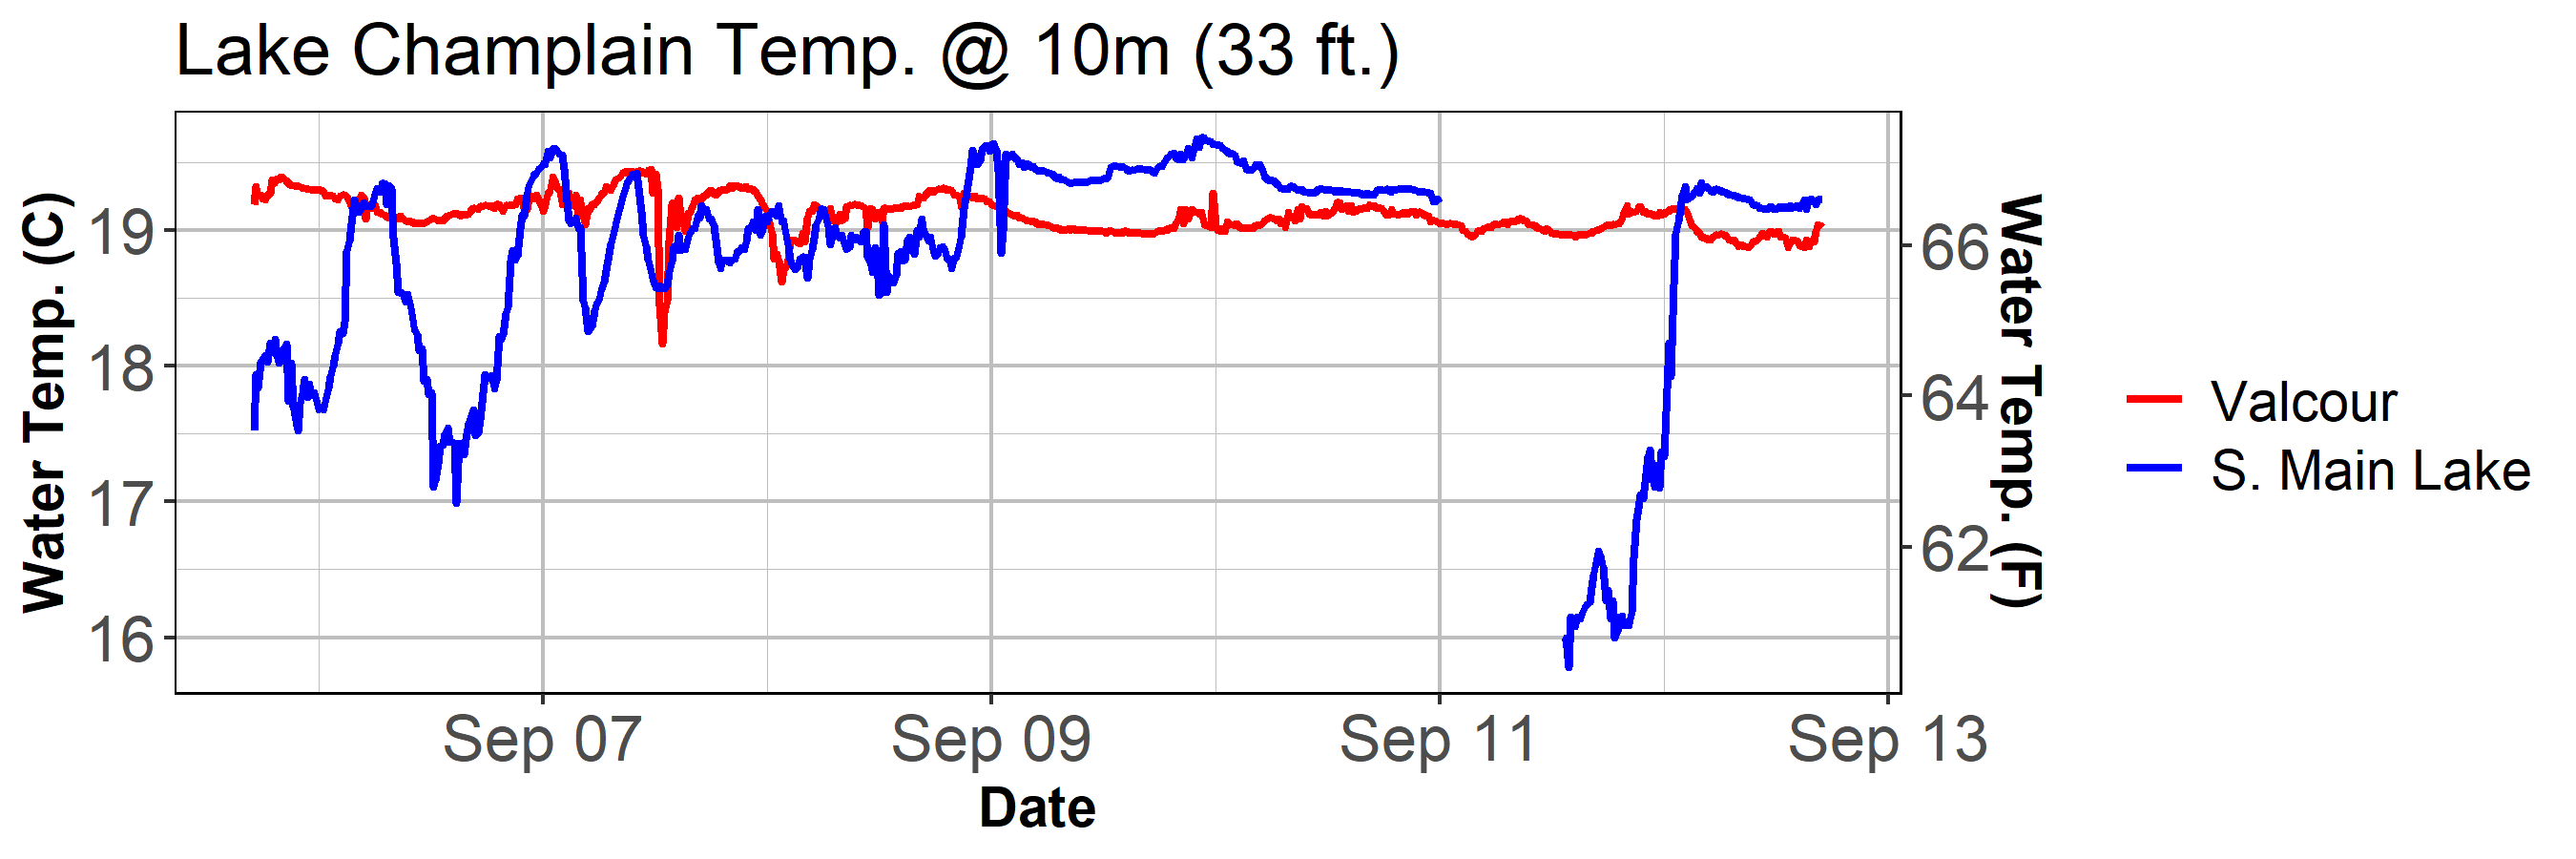 Lake Champlain Temp. @ 10m (33 ft.)
Water Temp. (C)
19
18
17
16
66
64
62
Water Temp. (F)
Sep 07
Sep 09
Sep 11
Sep 13
Date
Valcour
S. Main Lake